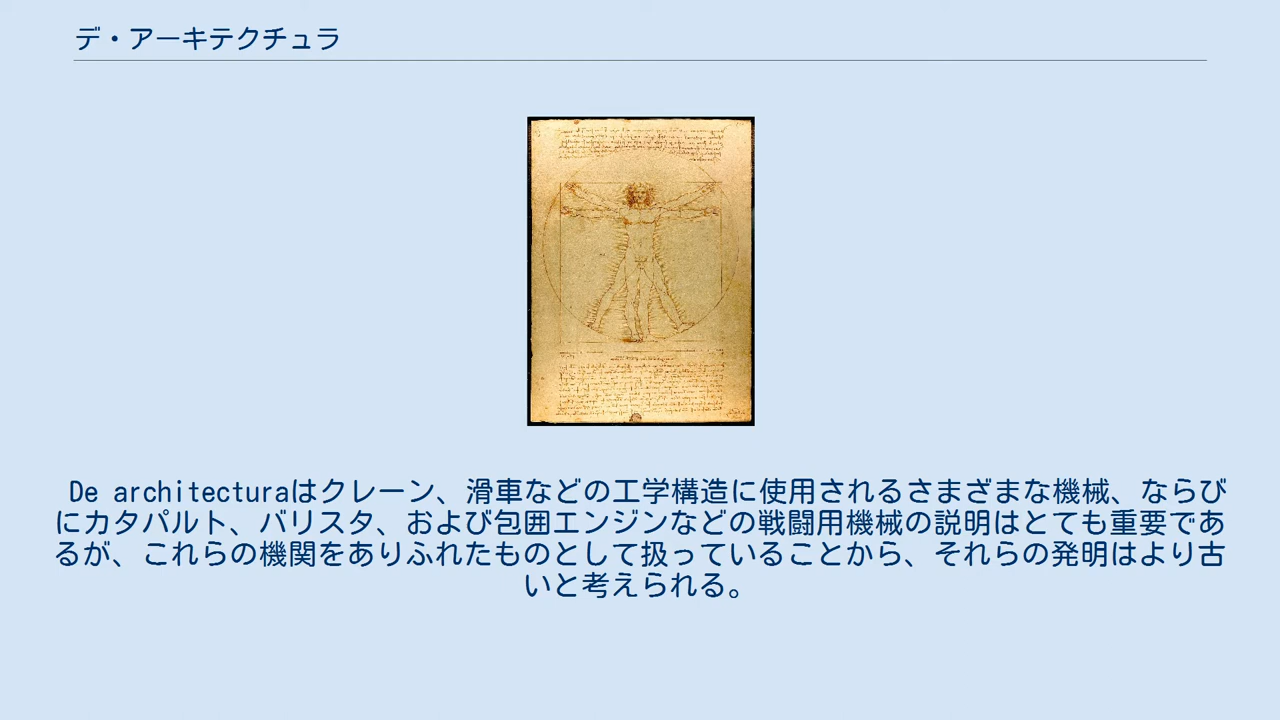 デ・アーキテクチュラ
De architecturaはクレーン、滑車などの工学構造に使用されるさまざまな機械、ならび
にカタパルト、バリスタ、および包囲エンジンなどの戦闘用機械の説明はとても重要であ
るが、これらの機関をありふれたものとして扱っていることから、それらの発明はより古
いと考えられる。